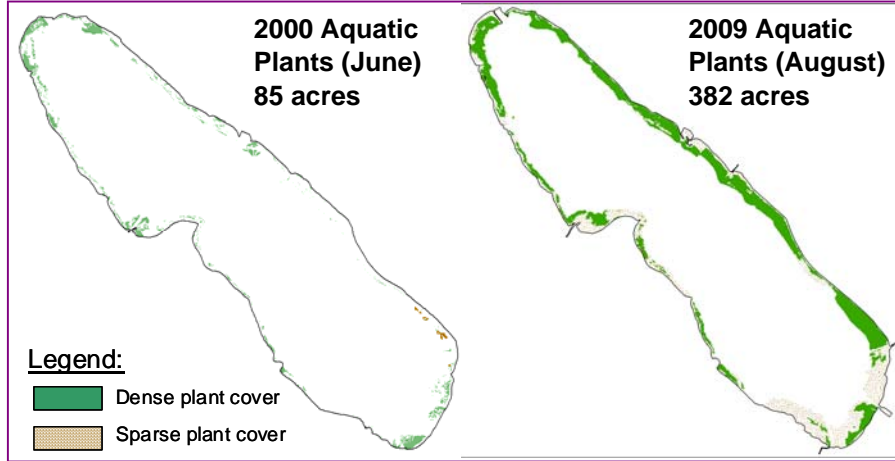 2000 Aquatic
Plants (June)
85 acres
2009 Aquatic
Plants (August)
382 acres
Legend:
Dense plant cover
Sparse plant cover